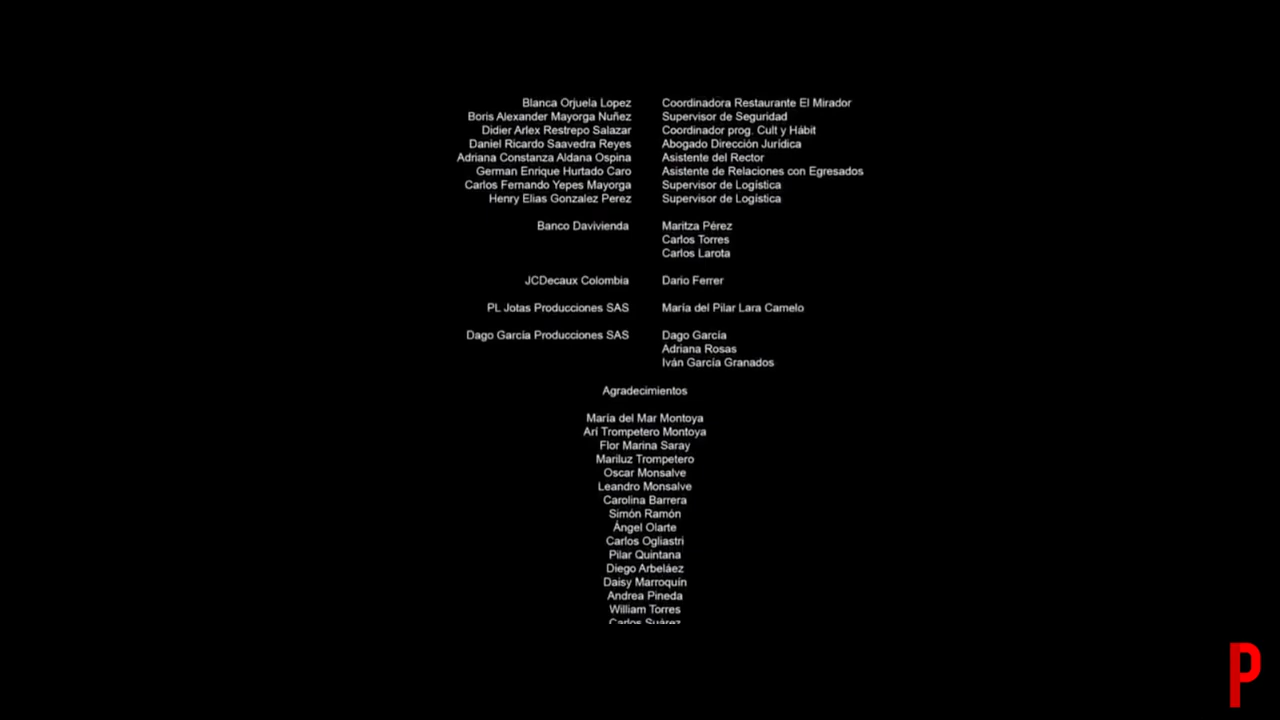 Blanca Orjuela Lopez Coordinadora Restaurante El Mirador
Boris Alexander Mayorga Nuñez Supervisor de Seguridad
Didier Arlex Restrepo Salazar Coordinador prog. Cult y Hábit
Daniel Ricardo Saavedra Reyes Abogado Dirección Jurídica
Adriana Constanza Aldana Ospina Asistente del Rector
German Enrique Hurtado Caro Asistente de Relaciones con Egresados
Carlos Fernando Yepes Mayorga Supervisor de Logística
Henry Elias Gonzalez Perez Supervisor de Logística
Banco Davivienda Maritza Pérez
Carlos Torres
Carlos Larota
JCDecaux Colombia Dario Ferrer
PL Jotas Producciones SAS María del Pilar Lara Camelo
Dago García Producciones SAS Dago García
Adriana Rosas
Iván García Granados
Agradecimientos
María del Mar Montoya
Ari Trompetero Montoya
Flor Marina Saray
Mariluz Trompetero
Oscar Monsalve
Leandro Monsalve
Carolina Barrera
Simón Ramón
Ángel Olarte
Carlos Ogliastri
Pilar Quintana
Diego Arbeláez
Daisy Marroquín
Andrea Pineda
William Torres
Carlos Suárez
P